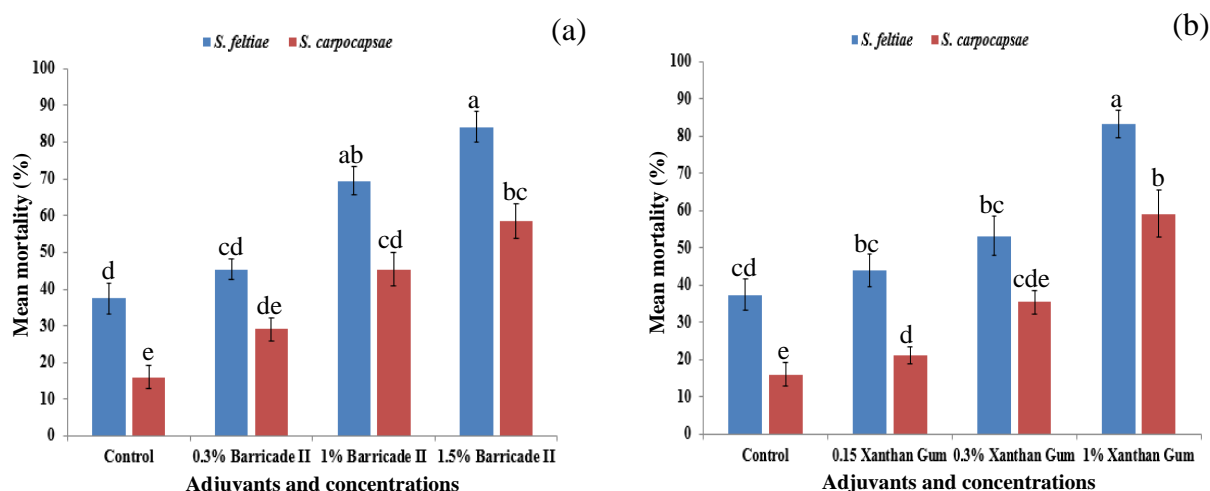 (a)
S. feltiae S. carpocapsae
Mean mortality (%)
100
90
80
70
60
50
40
30
20
10
0
d
e
cd
de
ab
cd
a
bc
Control 0.3% Barricade II 1% Barricade II 1.5% Barricade II
Adjuvants and concentrations
(b)
S. feltiae S. carpocapsae
Mean mortality (%)
100
90
80
70
60
50
40
30
20
10
0
cd
e
bc
d
bc
cde
a
b
Control 0.15 Xanthan Gum 0.3% Xanthan Gum 1% Xanthan Gum
Adjuvants and concentrations